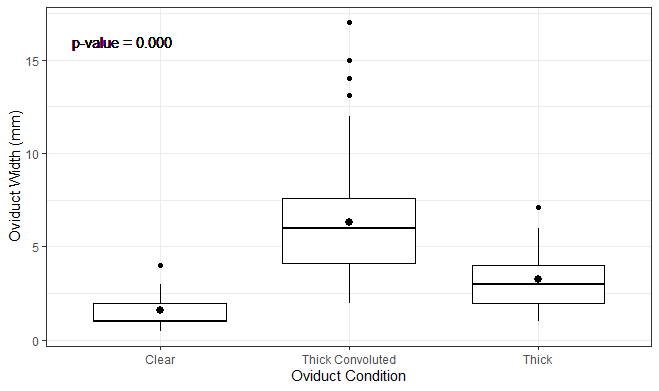 p-value = 0.000
15
10
5
0
Oviduct Width (mm)
Clear Thick Convoluted Thick
Oviduct Condition